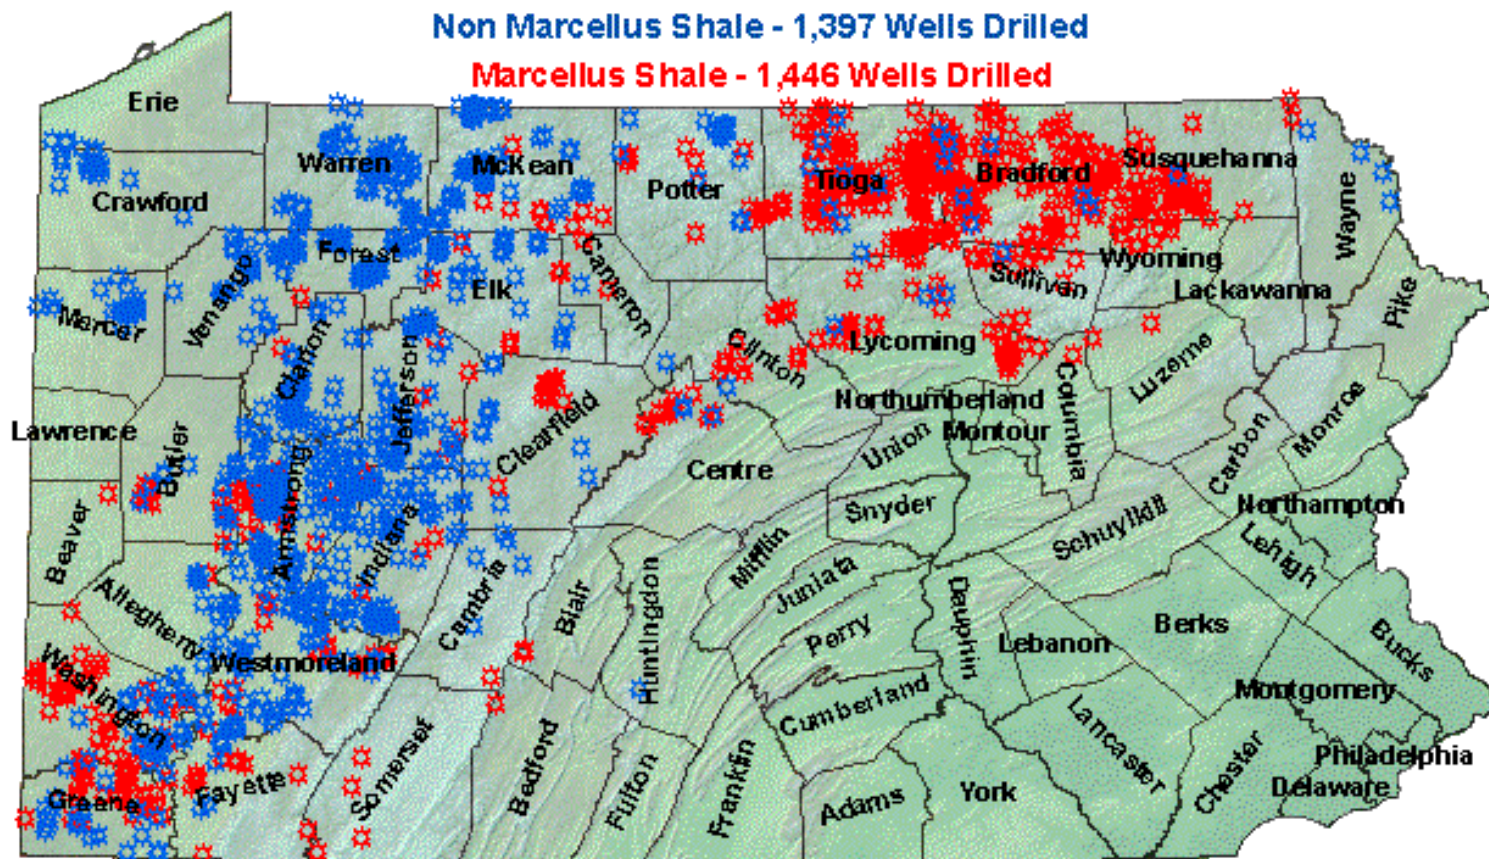 Non Marcellus Shale - 1,397 Wells Drilled
Marcellus Shale - 1,446 Wells Drilled
Erie
Warren
McKean
Potter
Tioga
Bradford
Susquehanna
Crawford
Wayne
Forest
Venango
Elk
Cameron
Sullivan
Wyoming
Lackawanna
Pike
Mercer
Clarion
Jefferson
Clinton
Lycoming
Luzerne
Lawrence
Butler
Clearfield
Northumberland
Montour
Columbia
Union
Centre
Carbon
Monroe
Armstrong
Indiana
Beaver
Snyder
Schuylkill
Northampton
Lehigh
Allegheny
Cambria
Blair
Huntingdon
Mifflin
Juniata
Perry
Dauphin
Lebanon
Berks
Bucks
Westmoreland
Washington
Montgomery
Cumberland
Lancaster
Somerset
Bedford
Fulton
Franklin
Adams
York
Chester
Philadelphia
Delaware
Greene
Fayette